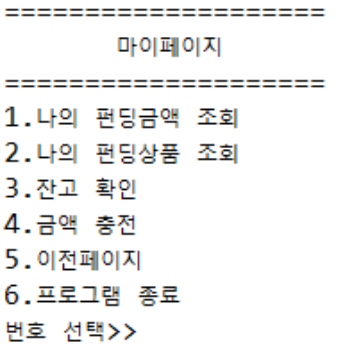 ====================
마이페이지
====================
1.나의 펀딩금액 조회
2.나의 펀딩상품 조회
3.잔고 확인
4.금액 충전
5.이전페이지
6.프로그램 종료
번호 선택>>